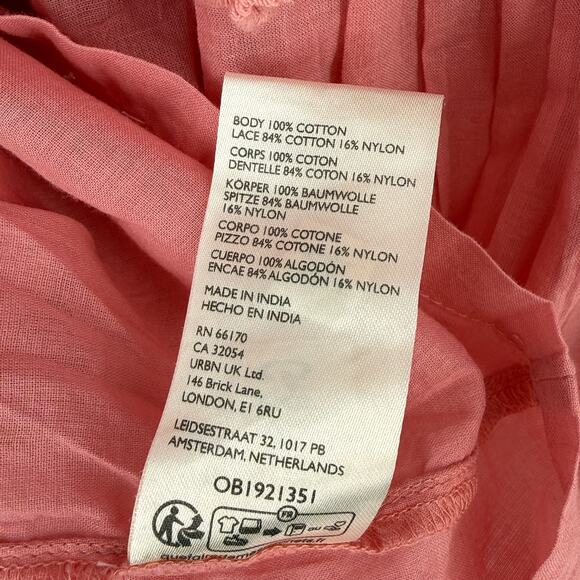 BODY 100% COTTON
LACE 84% COTTON 16% NYLON
CORPS 100% COTON
DENTELLE 84% COTON 16% NYLON
KÖRPER 100% BAUMWOLLE
SPITZE 84% BAUMWOLLE
16% NYLON
CORPO 100% COTONE
PIZZO 84% COTONE 16% NYLON
CUERPO 100% ALGODÓN
ENCAE 84% ALGODÓN 16% NYLON
MADE IN INDIA
HECHO EN INDIA
RN 66170
CA 32054
URBN UK Ltd.
146 Brick Lane,
LONDON, E1 6RU
LEIDSESTRAAT 32, 1017 PB
AMSTERDAM, NETHERLANDS
OB1921351
FR
OU